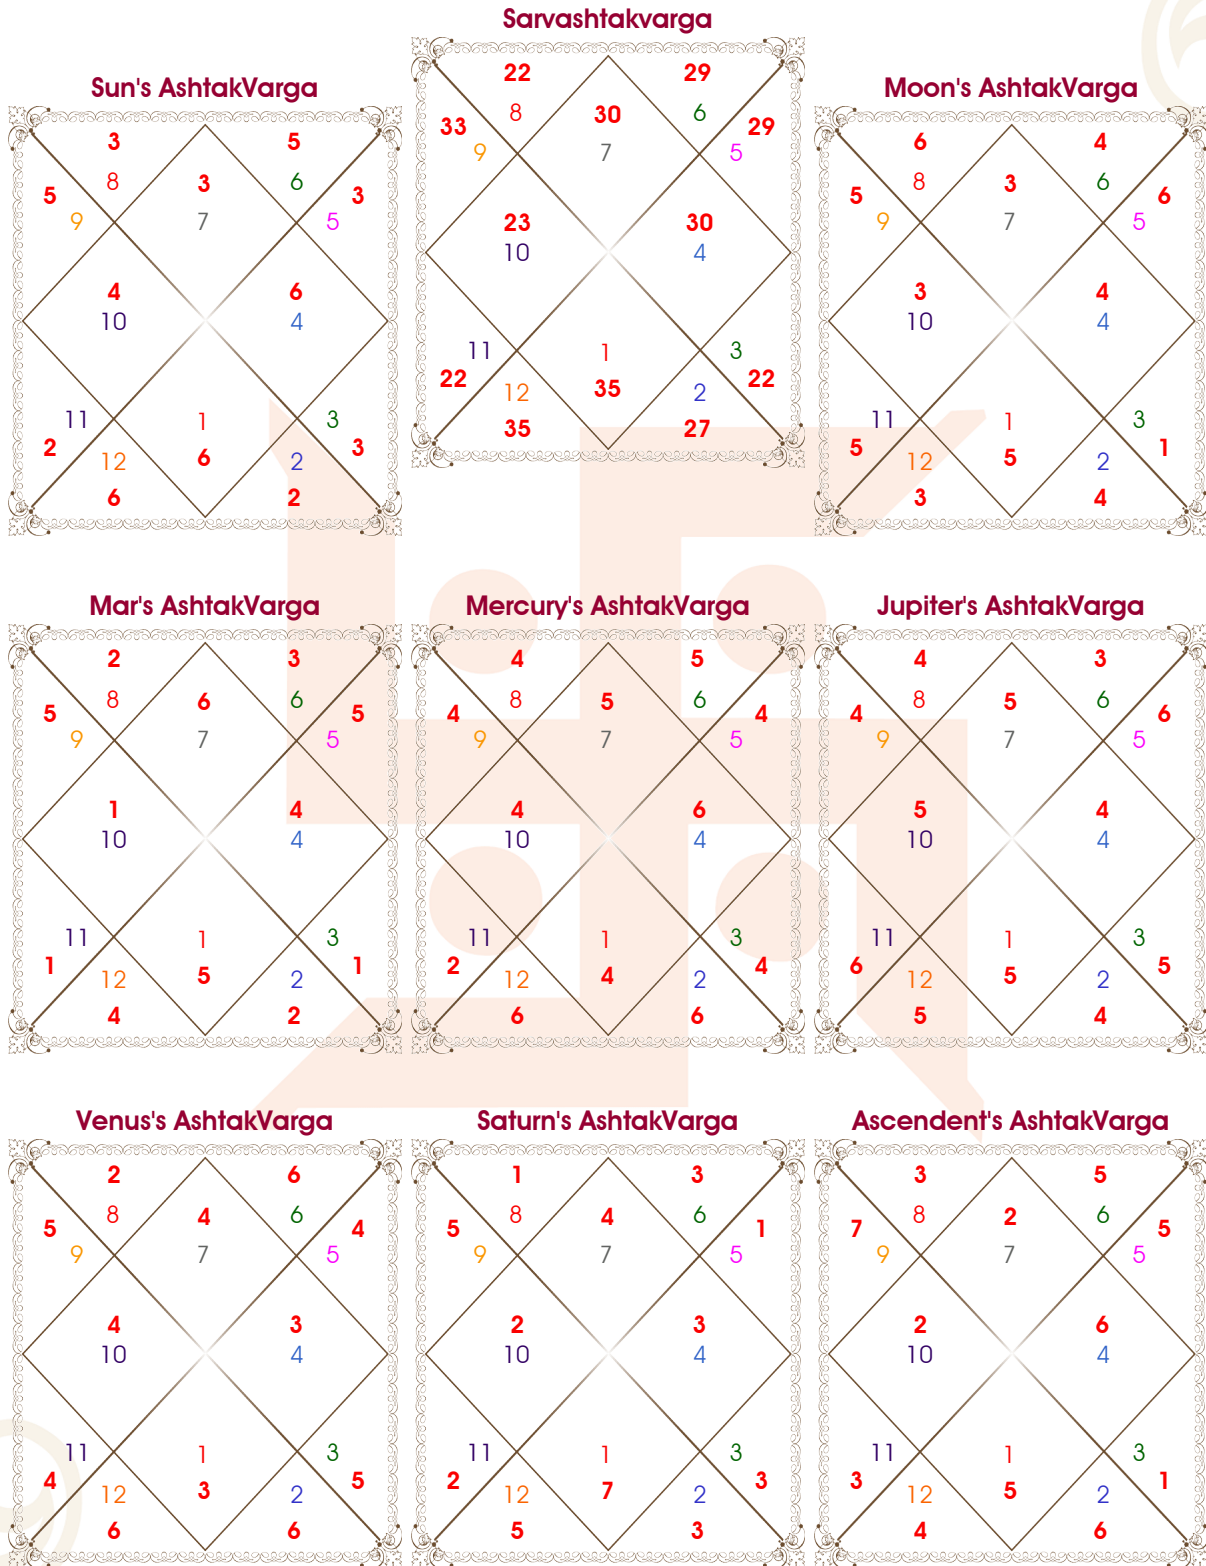 Sarvashtakvarga
22 29
33 8 30 6 29
9 7 5
23 30
10 4
11 1 3
22 12 35 2 22
35 27
Sun's AshtakVarga
3 5
5 8 3 6 3
9 7 5
4 6
10 4
11 1 3
2 12 6 2 3
6 2
Moon's AshtakVarga
6 4
5 8 3 6 6
9 7 5
3 4
10 4
11 1 3
5 12 5 2 1
3 4
Mar's AshtakVarga
2 3
5 8 6 6 5
9 7 5
1 4
10 4
11 1 3
1 12 5 2 1
4 2
Mercury's AshtakVarga
4 5
4 8 5 6 4
9 7 5
4 6
10 4
11 1 3
2 12 4 2 4
6 6
Jupiter's AshtakVarga
4 3
4 8 5 6 6
9 7 5
5 4
10 4
11 1 3
6 12 5 2 5
5 4
Venus's AshtakVarga
2 6
5 8 4 6 4
9 7 5
4 3
10 4
11 1 3
4 12 3 2 5
6 6
Saturn's AshtakVarga
1 3
5 8 4 6 1
9 7 5
2 3
10 4
11 1 3
2 12 7 2 3
5 3
Ascendent's AshtakVarga
3 5
7 8 2 6 5
9 7 5
2 6
10 4
11 1 3
3 12 5 2 1
4 6